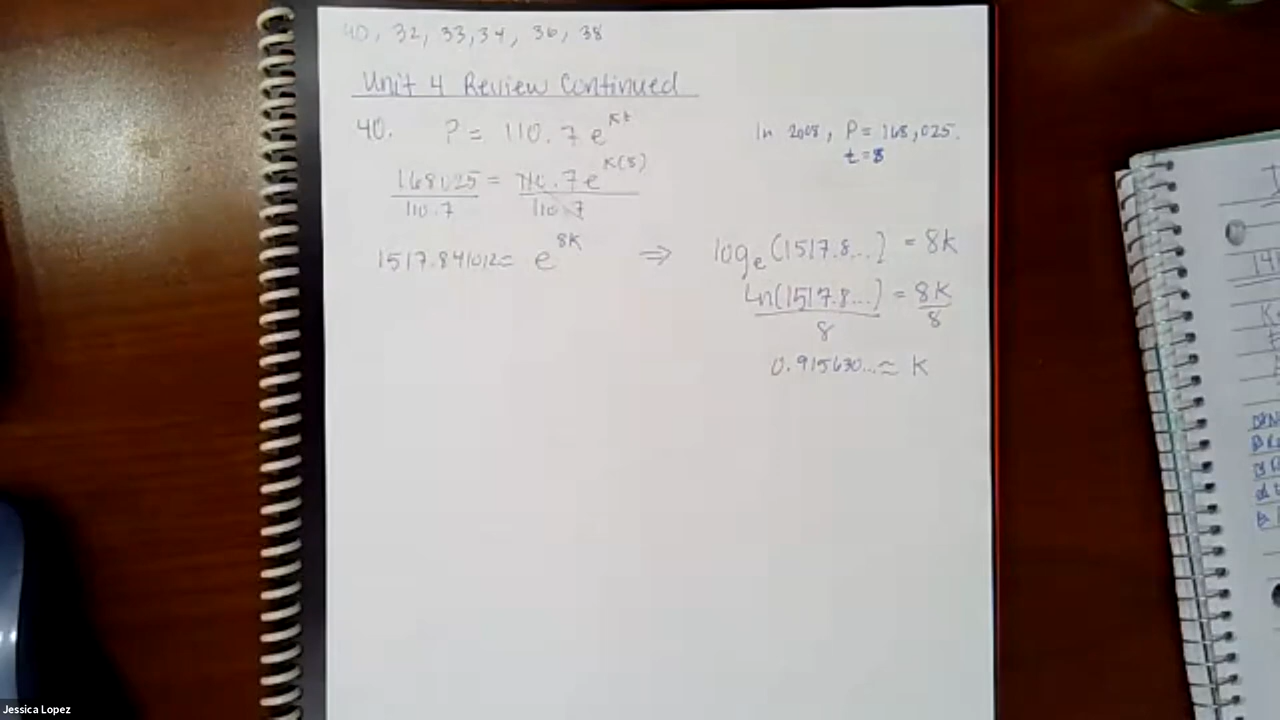 40, 32, 33, 34, 36, 38
Unit 4 Review Continued
40. P = 110.7 e^{kt}
In 2008, P = 168,025.
t = 8
168025 = 110.7 e^{k(8)}
110.7 110.7
1517.841012 = e^{8k} ⇒ log_e (1517.8...) = 8k
Ln(1517.8...) = 8k
8 8
0.915630... ≈ k
Jessica Lopez